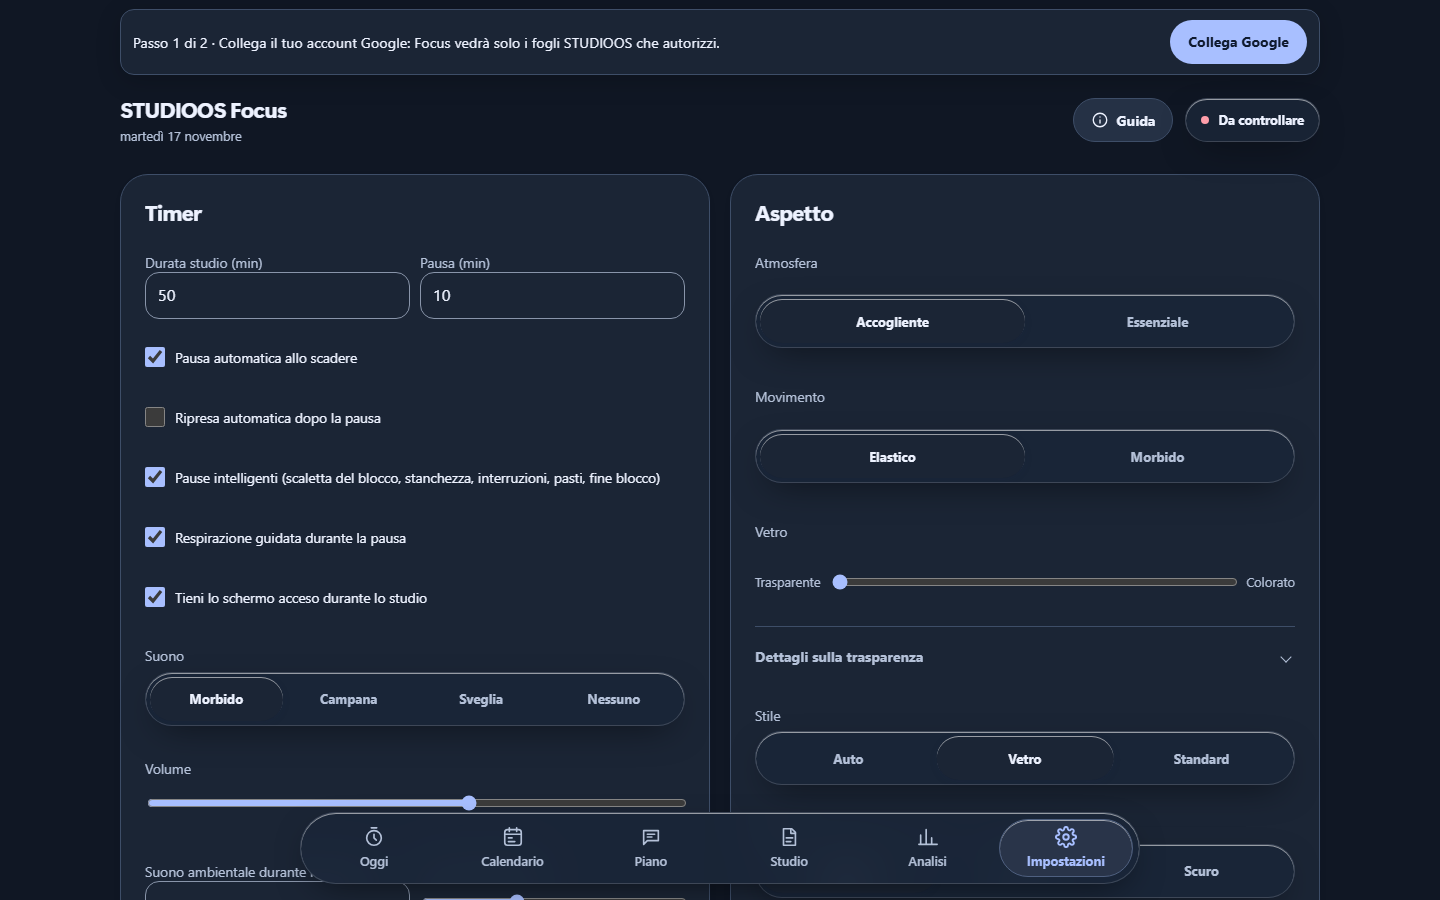 Passo 1 di 2 · Collega il tuo account Google: Focus vedrà solo i fogli STUDIOOS che autorizzi.
Collega Google
STUDIOOS Focus
martedì 17 novembre
Guida
Da controllare
Timer
Durata studio (min)
Pausa (min)
50
10
Pausa automatica allo scadere
Ripresa automatica dopo la pausa
Pause intelligenti (scaletta del blocco, stanchezza, interruzioni, pasti, fine blocco)
Respirazione guidata durante la pausa
Tieni lo schermo acceso durante lo studio
Suono
Morbido
Campana
Sveglia
Nessuno
Volume
Suono ambientale durante
Aspetto
Atmosfera
Accogliente
Essenziale
Movimento
Elastico
Morbido
Vetro
Trasparente
Colorato
Dettagli sulla trasparenza
Stile
Auto
Vetro
Standard
Scuro
Oggi
Calendario
Piano
Studio
Analisi
Impostazioni